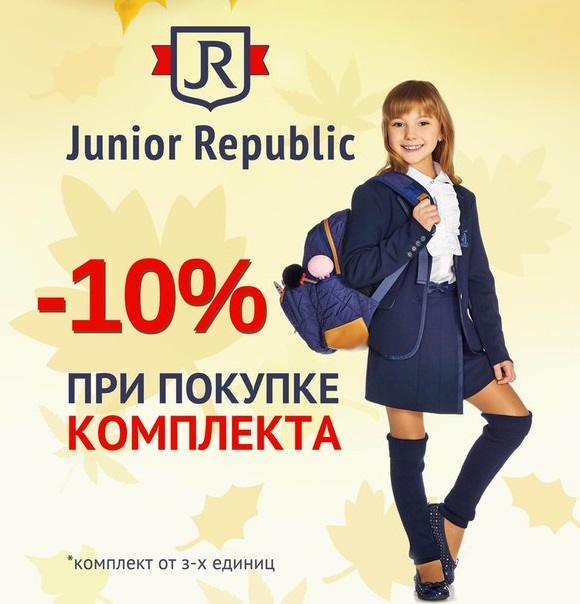 JR
Junior Republic
-10%
ПРИ ПОКУПКЕ
КОМПЛЕКТА
*комплект от 3-х единиц